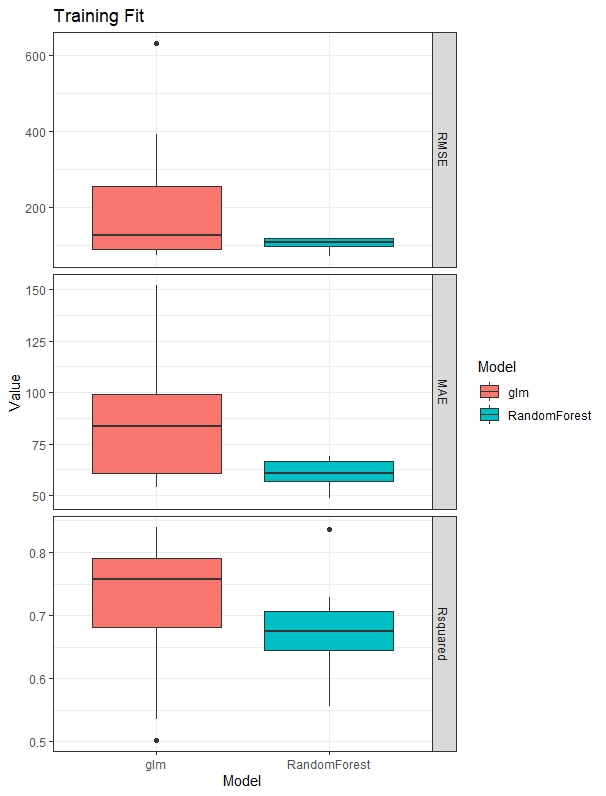 Training Fit
600
400
200
RMSE
150
125
100
75
50
MAE
Value
0.8
0.7
0.6
0.5
Rsquared
glm
RandomForest
Model
Model
glm
RandomForest